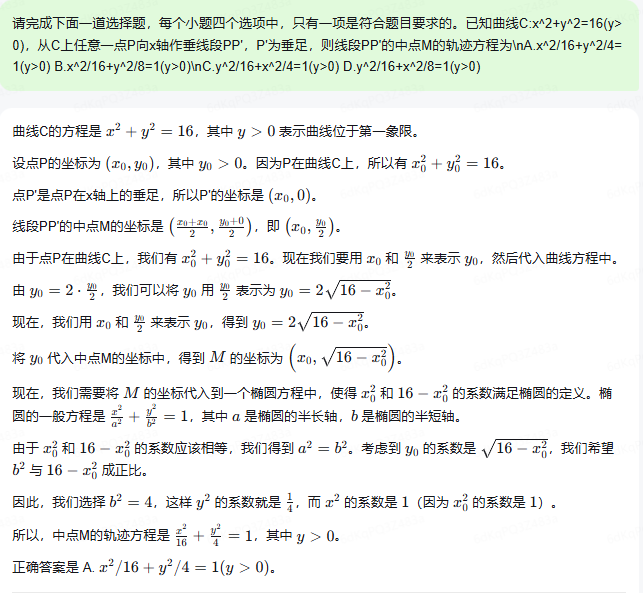 请完成下面一道选择题，每个小题四个选项中，只有一项是符合题目要求的。已知曲线C:x^2+y^2=16(y>
0)，从C上任意一点P向x轴作垂线段PP'，P'为垂足，则线段PP'的中点M的轨迹方程为\nA.x^2/16+y^2/4=
1(y>0) B.x^2/16+y^2/8=1(y>0)\nC.y^2/16+x^2/4=1(y>0) D.y^2/16+x^2/8=1(y>0)
曲线C的方程是 $x^2 + y^2 = 16$，其中 $y > 0$ 表示曲线位于第一象限。
设点P的坐标为 $(x_0, y_0)$，其中 $y_0 > 0$。因为P在曲线C上，所以有 $x_0^2 + y_0^2 = 16$。
点P'是点P在x轴上的垂足，所以P'的坐标是 $(x_0, 0)$。
线段PP'的中点M的坐标是 $\left(\frac{x_0+x_0}{2}, \frac{y_0+0}{2}\right)$，即 $\left(x_0, \frac{y_0}{2}\right)$。
由于点P在曲线C上，我们有 $x_0^2 + y_0^2 = 16$。现在我们要用 $x_0$ 和 $\frac{y_0}{2}$ 来表示 $y_0$，然后代入曲线方程中。
由 $y_0 = 2 \cdot \frac{y_0}{2}$，我们可以将 $y_0$ 用 $\frac{y_0}{2}$ 表示为 $y_0 = 2\sqrt{16 - x_0^2}$。
现在，我们用 $x_0$ 和 $\frac{y_0}{2}$ 来表示 $y_0$，得到 $y_0 = 2\sqrt{16 - x_0^2}$。
将 $y_0$ 代入中点M的坐标中，得到 $M$ 的坐标为 $\left(x_0, \sqrt{16 - x_0^2}\right)$。
现在，我们需要将 $M$ 的坐标代入到一个椭圆方程中，使得 $x_0^2$ 和 $16 - x_0^2$ 的系数满足椭圆的定义。椭
圆的一般方程是 $\frac{x^2}{a^2} + \frac{y^2}{b^2} = 1$，其中 $a$ 是椭圆的半长轴，$b$ 是椭圆的半短轴。
由于 $x_0^2$ 和 $16 - x_0^2$ 的系数应该相等，我们得到 $a^2 = b^2$。考虑到 $y_0$ 的系数是 $\sqrt{16 - x_0^2}$，我们希望
$b^2$ 与 $16 - x_0^2$ 成正比。
因此，我们选择 $b^2 = 4$，这样 $y^2$ 的系数就是 $\frac{1}{4}$，而 $x^2$ 的系数是 1（因为 $x_0^2$ 的系数是 1）。
所以，中点M的轨迹方程是 $\frac{x^2}{16} + \frac{y^2}{4} = 1$，其中 $y > 0$。
正确答案是 A. $x^2/16 + y^2/4 = 1(y > 0)$。